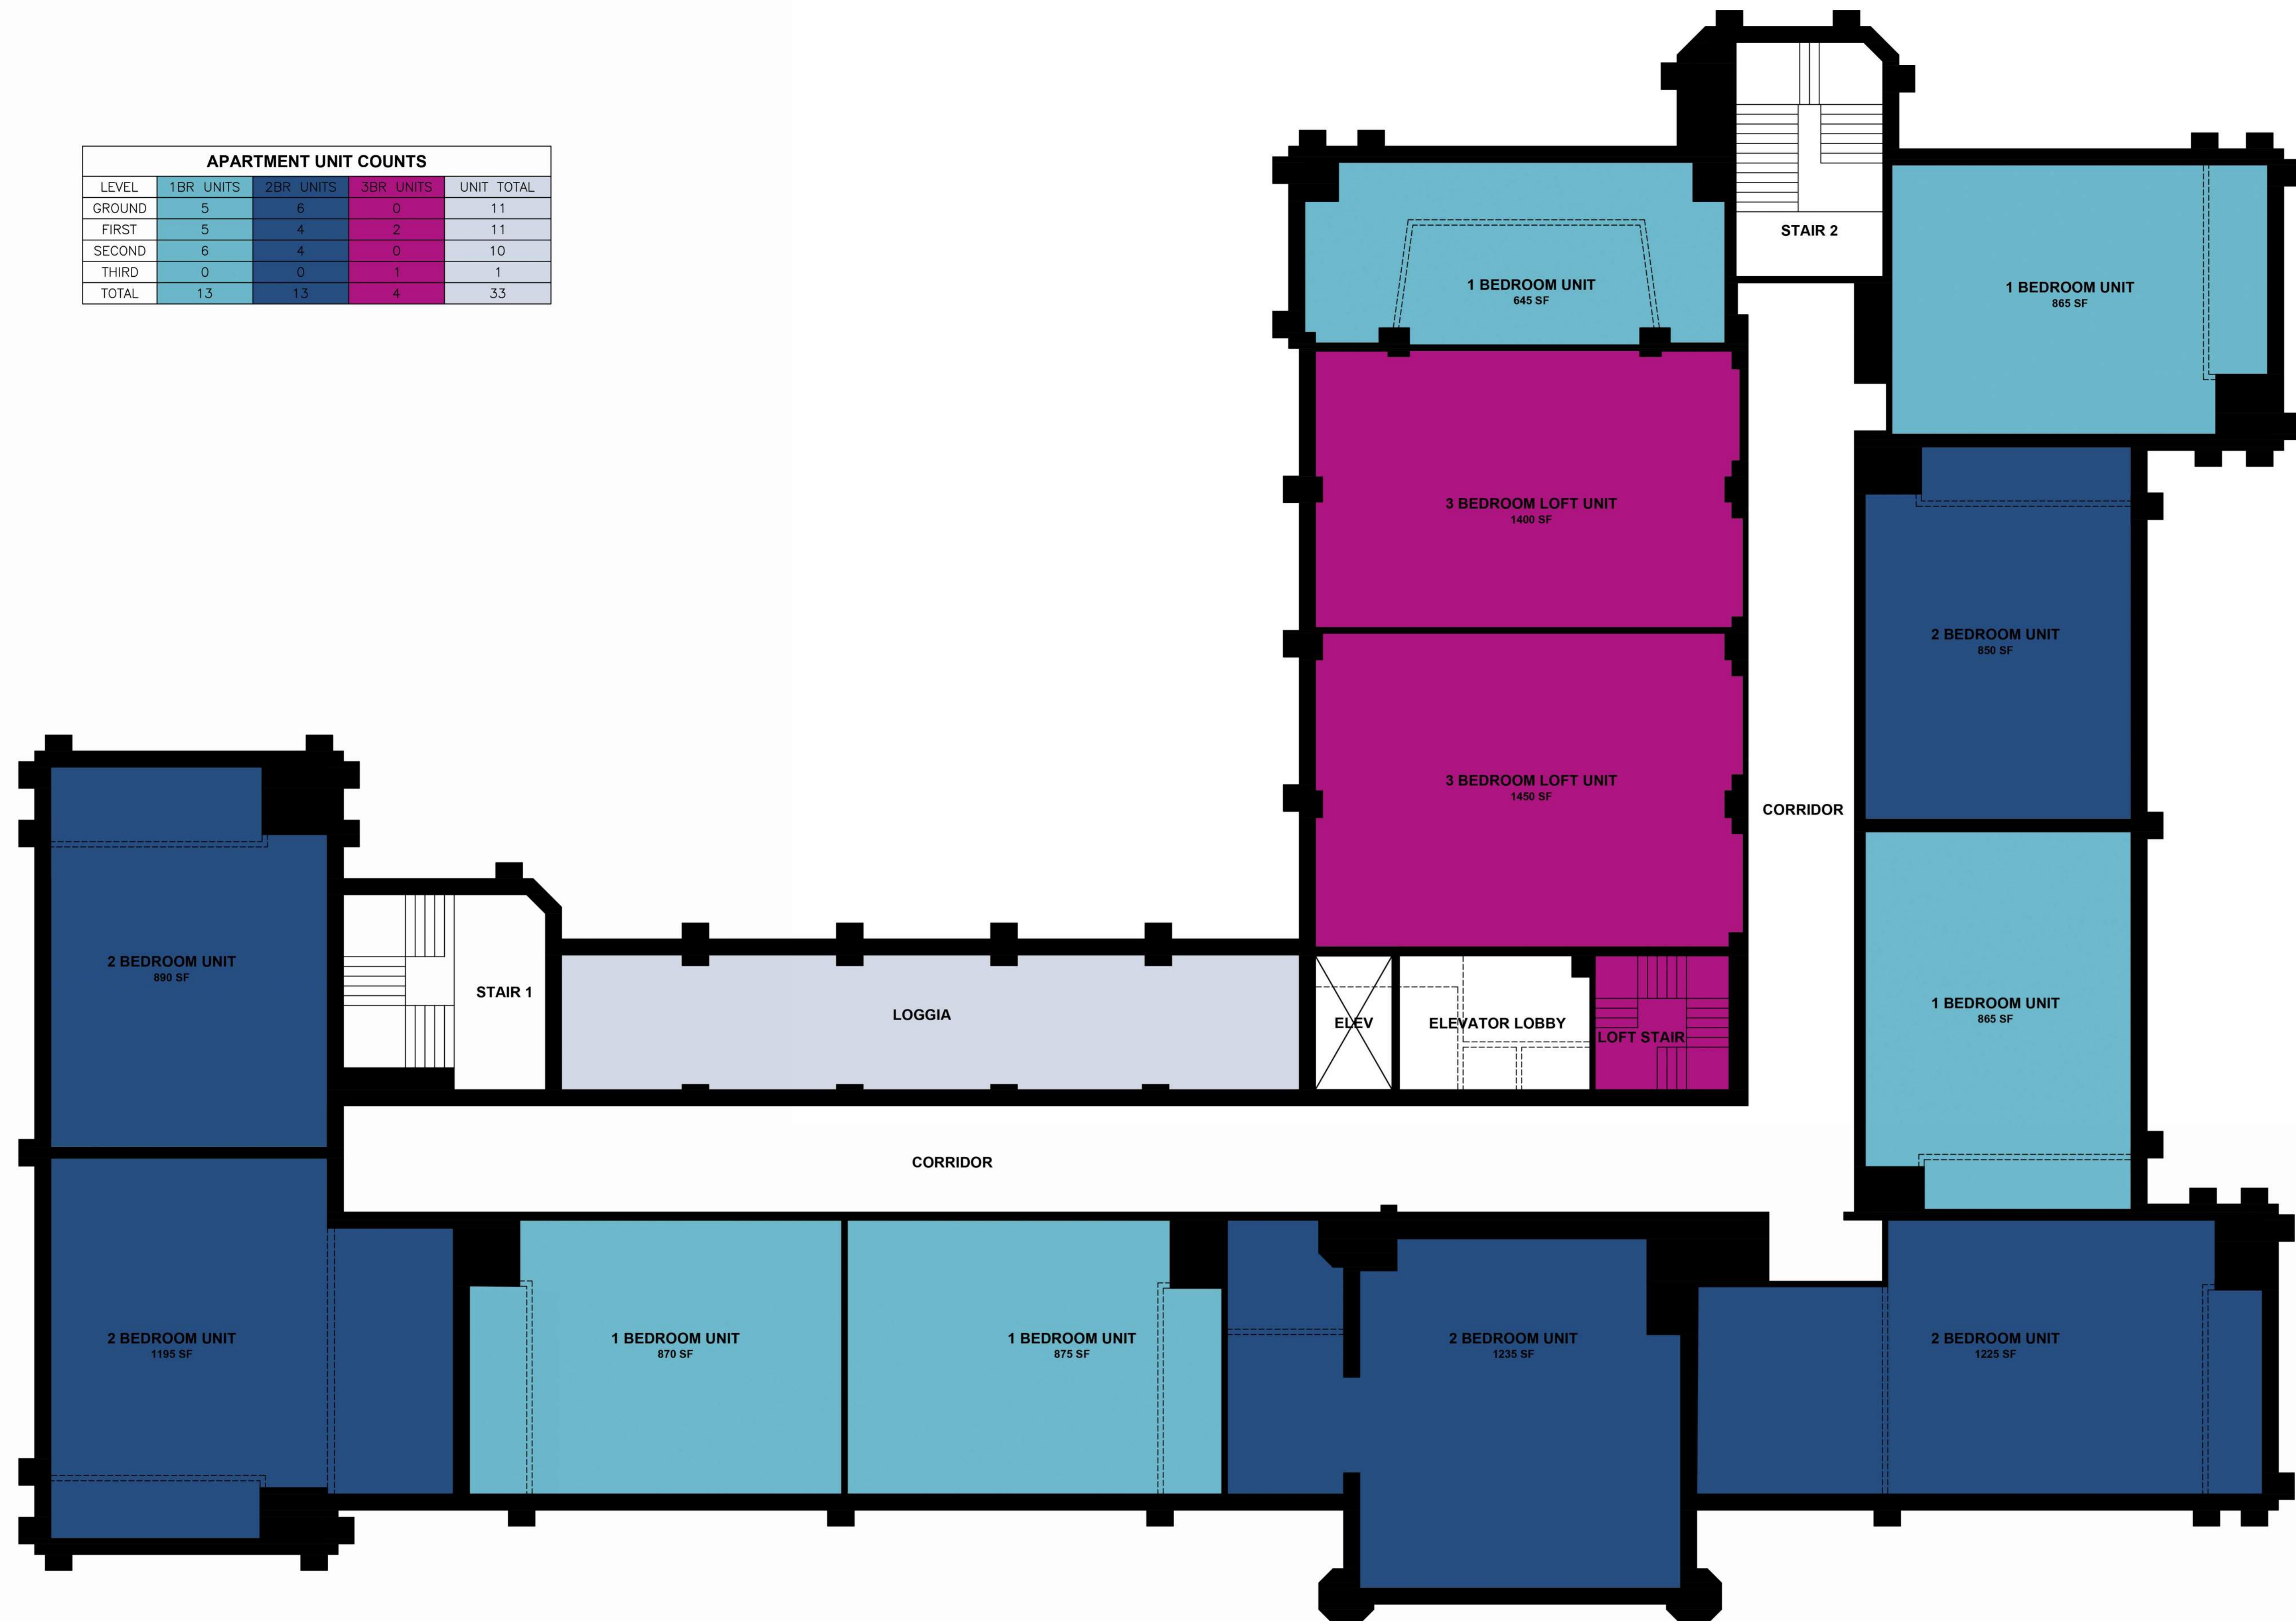 APARTMENT UNIT COUNTS
LEVEL 1BR UNITS 2BR UNITS 3BR UNITS UNIT TOTAL
GROUND 5 6 0 11
FIRST 5 4 2 11
SECOND 6 4 0 10
THIRD 0 0 1 1
TOTAL 13 13 4 33
STAIR 2
1 BEDROOM UNIT
645 SF
1 BEDROOM UNIT
865 SF
3 BEDROOM LOFT UNIT
1400 SF
2 BEDROOM UNIT
850 SF
3 BEDROOM LOFT UNIT
1450 SF
CORRIDOR
2 BEDROOM UNIT
890 SF
STAIR 1
LOGGIA
ELEV
ELEVATOR LOBBY
LOFT STAIR
1 BEDROOM UNIT
865 SF
CORRIDOR
2 BEDROOM UNIT
1195 SF
1 BEDROOM UNIT
870 SF
1 BEDROOM UNIT
875 SF
2 BEDROOM UNIT
1235 SF
2 BEDROOM UNIT
1225 SF